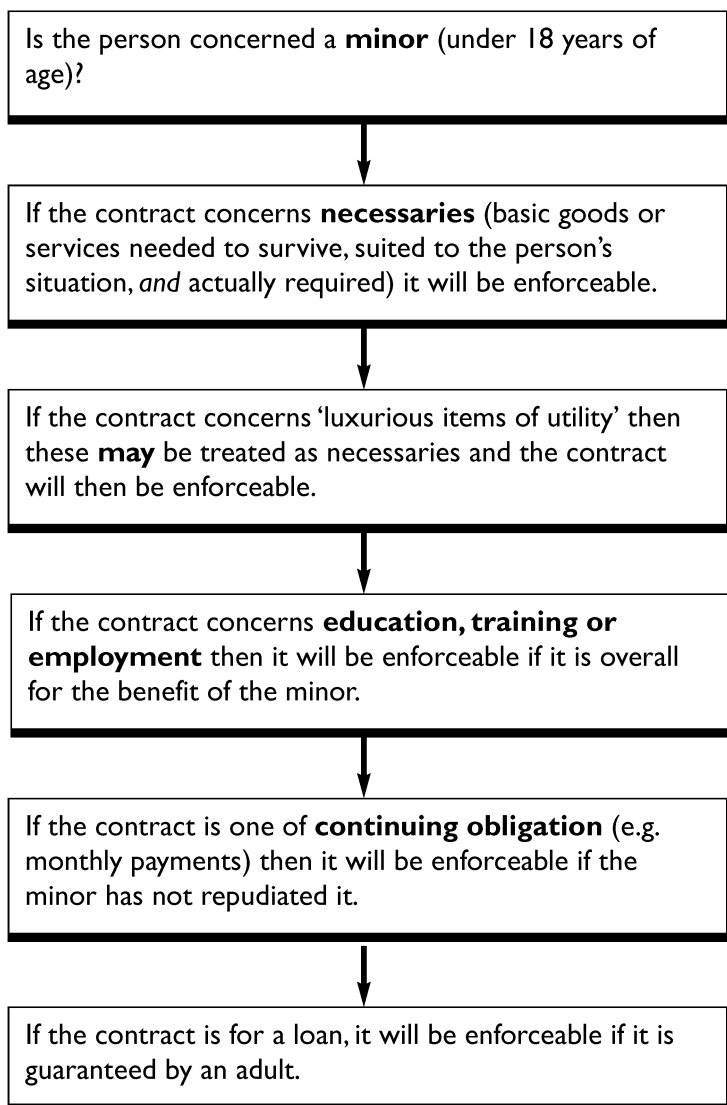 Is the person concerned a minor (under 18 years of
age)?
If the contract concerns necessaries (basic goods or
services needed to survive, suited to the person’s
situation, and actually required) it will be enforceable.
If the contract concerns ‘luxurious items of utility’ then
these may be treated as necessaries and the contract
will then be enforceable.
If the contract concerns education, training or
employment then it will be enforceable if it is overall
for the benefit of the minor.
If the contract is one of continuing obligation (e.g.
monthly payments) then it will be enforceable if the
minor has not repudiated it.
If the contract is for a loan, it will be enforceable if it is
guaranteed by an adult.